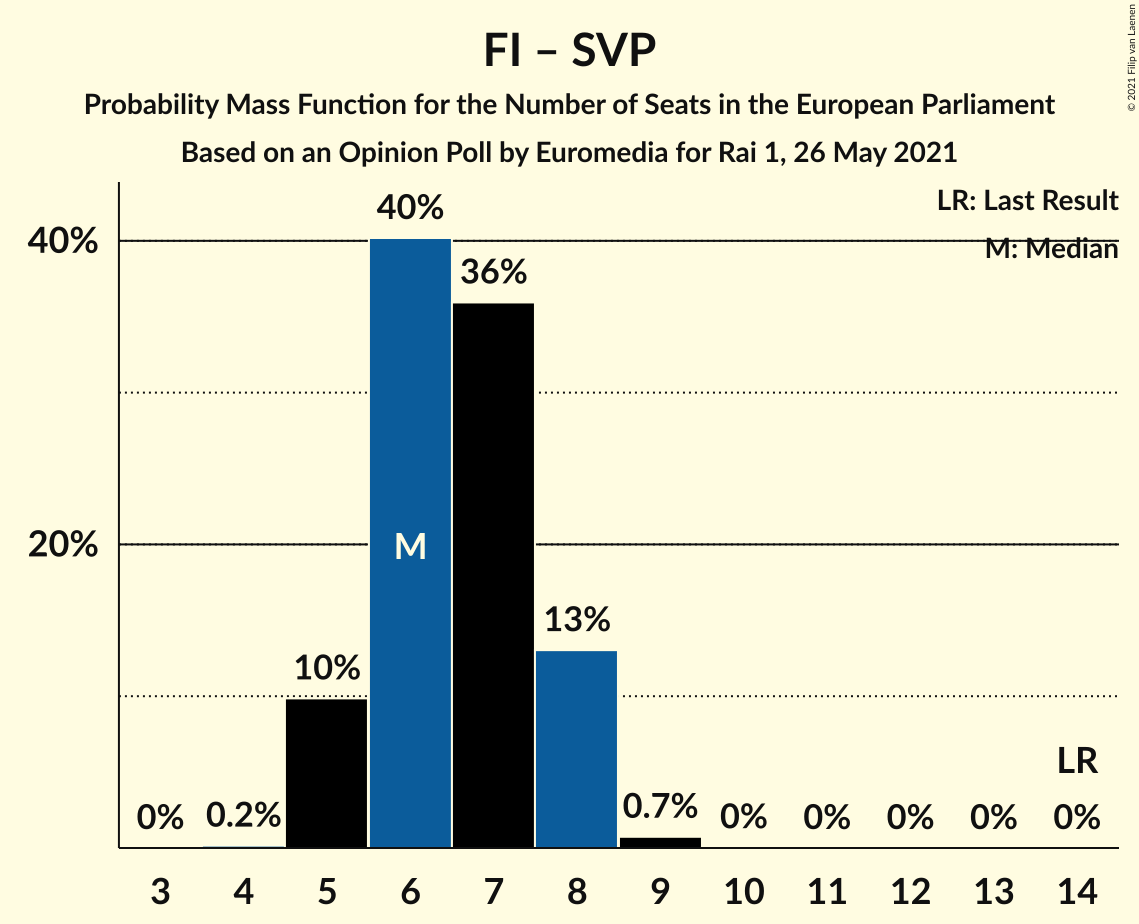 FI – SVP
Probability Mass Function for the Number of Seats in the European Parliament
Based on an Opinion Poll by Euromedia for Rai 1, 26 May 2021
© 2021 Filip van Laenen
LR: Last Result
M: Median
40%
20%
0%
0.2%
10%
40%
M
36%
13%
0.7%
0%
0%
0%
0%
LR
0%
3 4 5 6 7 8 9 10 11 12 13 14